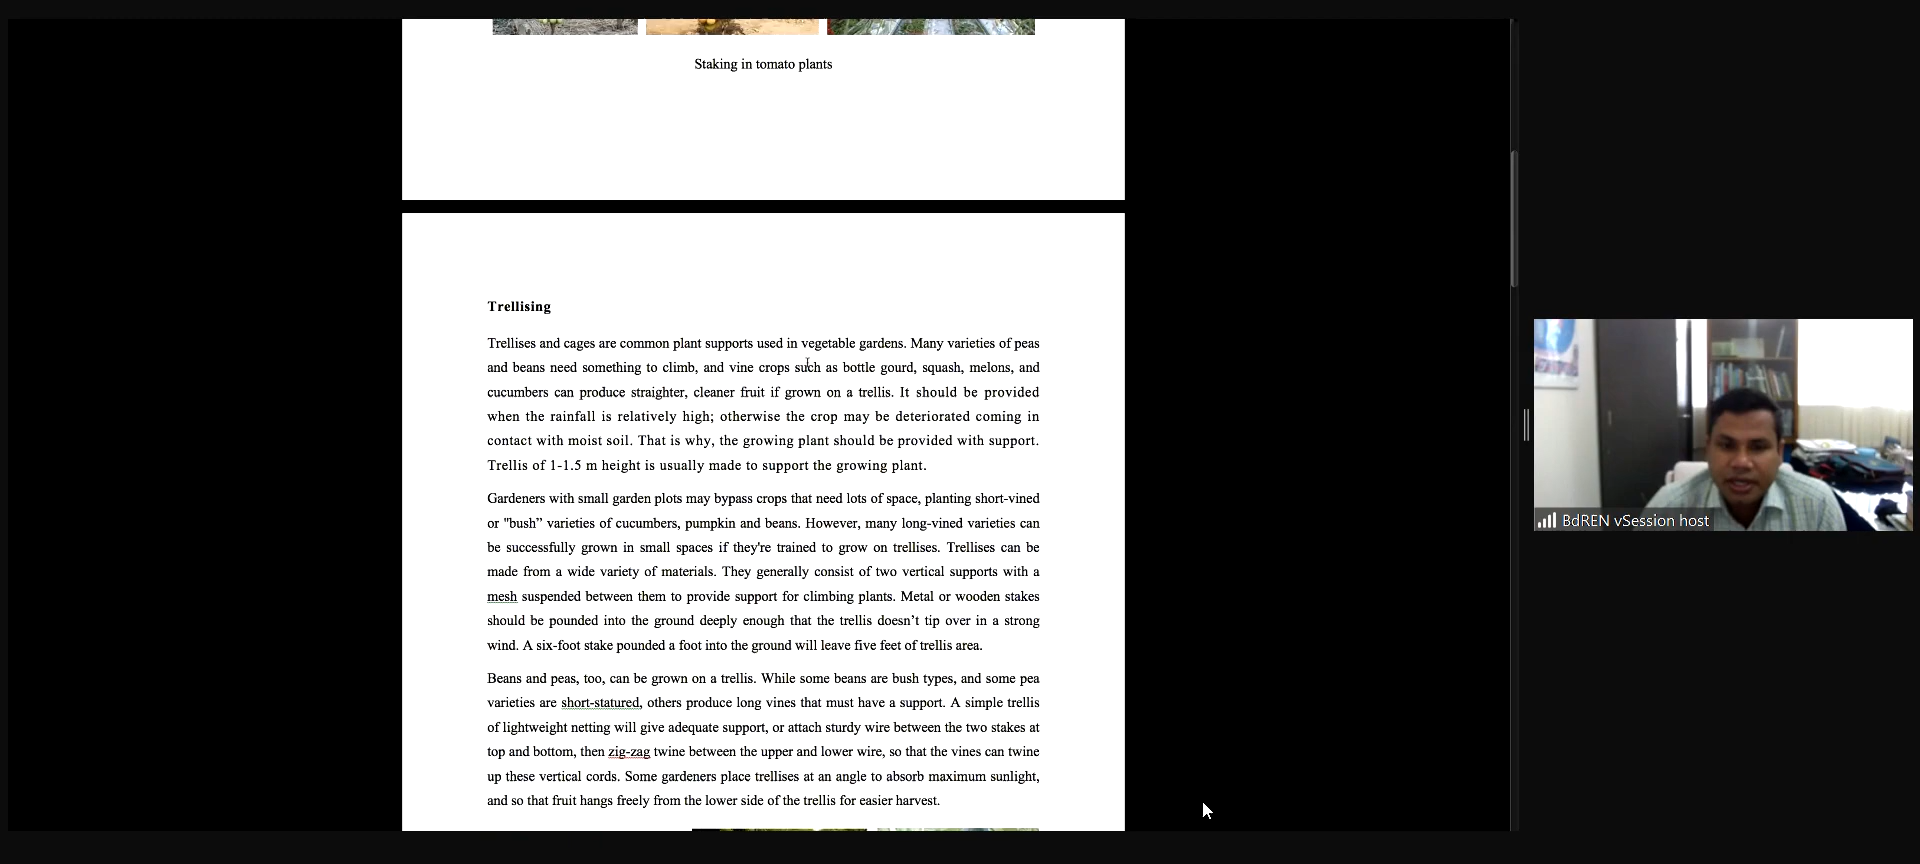 Staking in tomato plants
Trellising
Trellises and cages are common plant supports used in vegetable gardens. Many varieties of peas
and beans need something to climb, and vine crops such as bottle gourd, squash, melons, and
cucumbers can produce straighter, cleaner fruit if grown on a trellis. It should be provided
when the rainfall is relatively high; otherwise the crop may be deteriorated coming in
contact with moist soil. That is why, the growing plant should be provided with support.
Trellis of 1-1.5 m height is usually made to support the growing plant.
Gardeners with small garden plots may bypass crops that need lots of space, planting short-vined
or "bush” varieties of cucumbers, pumpkin and beans. However, many long-vined varieties can
be successfully grown in small spaces if they're trained to grow on trellises. Trellises can be
made from a wide variety of materials. They generally consist of two vertical supports with a
mesh suspended between them to provide support for climbing plants. Metal or wooden stakes
should be pounded into the ground deeply enough that the trellis doesn’t tip over in a strong
wind. A six-foot stake pounded a foot into the ground will leave five feet of trellis area.
Beans and peas, too, can be grown on a trellis. While some beans are bush types, and some pea
varieties are short-statured, others produce long vines that must have a support. A simple trellis
of lightweight netting will give adequate support, or attach sturdy wire between the two stakes at
top and bottom, then zig-zag twine between the upper and lower wire, so that the vines can twine
up these vertical cords. Some gardeners place trellises at an angle to absorb maximum sunlight,
and so that fruit hangs freely from the lower side of the trellis for easier harvest.
BdREN vSession host